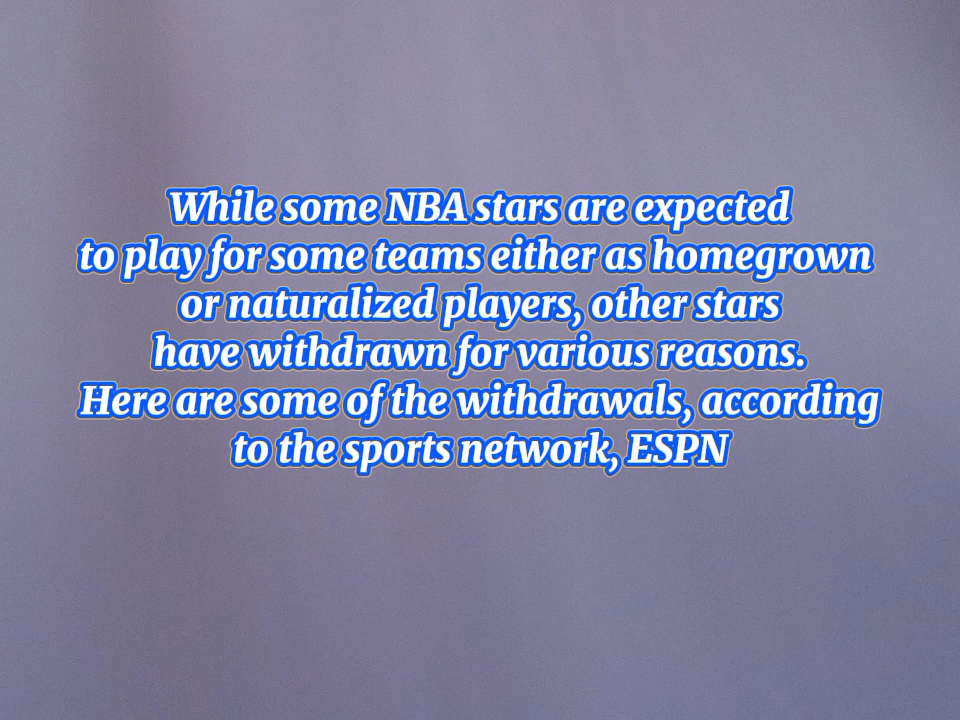 While some NBA stars are expected
to play for some teams either as homegrown
or naturalized players, other stars
have withdrawn for various reasons.
Here are some of the withdrawals, according
to the sports network, ESPN